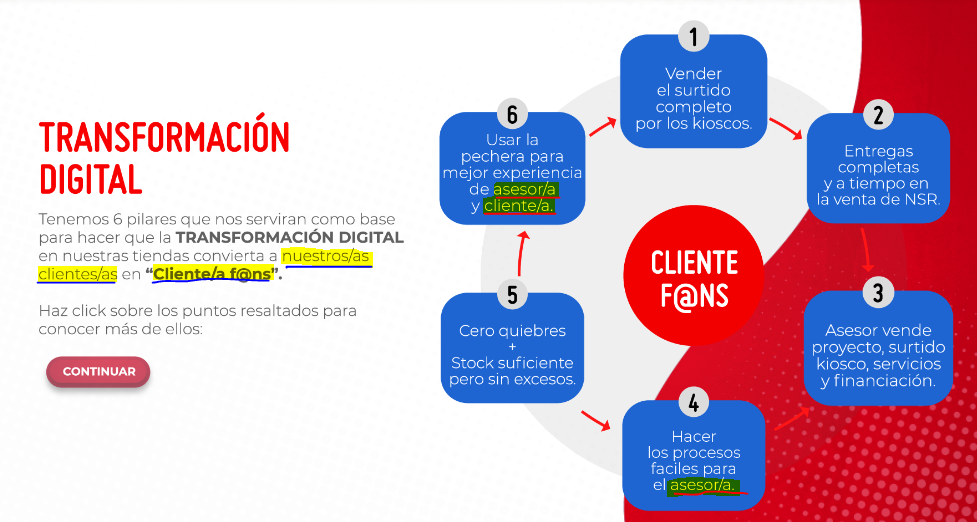 TRANSFORMACIÓN
DIGITAL
Tenemos 6 pilares que nos serviran como base
para hacer que la TRANSFORMACIÓN DIGITAL
en nuestras tiendas convierta a nuestros/as
clientes/as en “Cliente/a f@ns”.
Haz click sobre los puntos resaltados para
conocer más de ellos:
CONTINUAR
1
Vender
el surtido
completo
por los kioscos.
2
Entregas
completas
y a tiempo en
la venta de NSR.
3
Asesor vende
proyecto, surtido
kiosco, servicios
y financiación.
4
Hacer
los procesos
faciles para
el asesor/a.
5
Cero quiebres
+
Stock suficiente
pero sin excesos.
6
Usar la
pechera para
mejor experiencia
de asesor/a
y cliente/a.
CLIENTE
F@NS